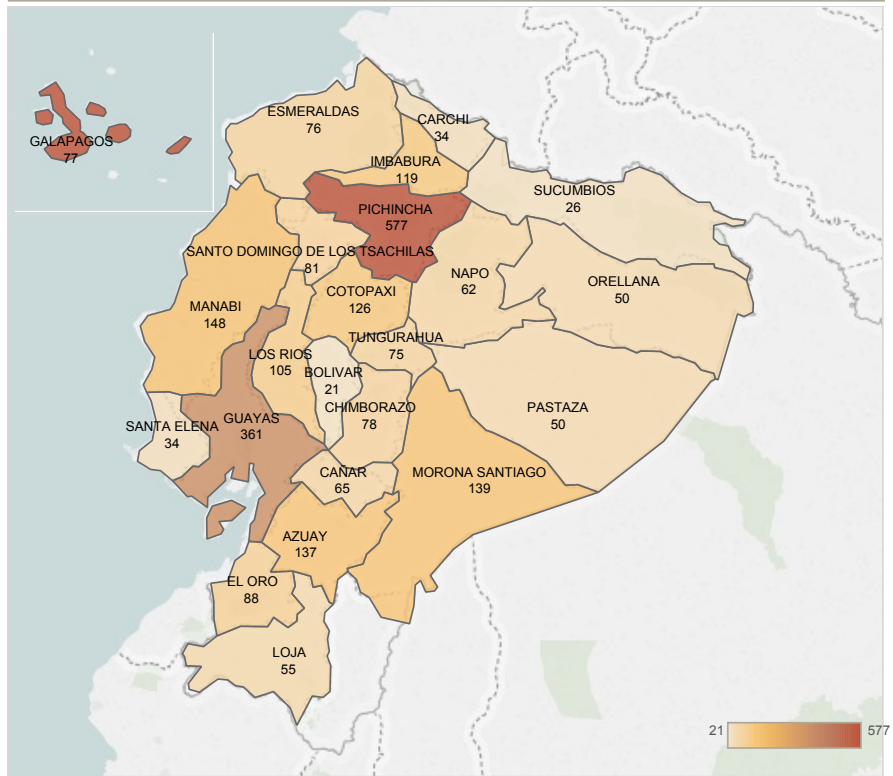 ESMERALDAS
76
CARCHI
34
GALAPAGOS
77
IMBABURA
119
SUCUMBIOS
26
PICHINCHA
577
SANTO DOMINGO DE LOS TSACHILAS
81
NAPO
62
ORELLANA
50
COTOPAXI
126
MANABI
148
TUNGURAHUA
75
LOS RIOS
105
BOLIVAR
21
CHIMBORAZO
78
PASTAZA
50
SANTA ELENA
34
GUAYAS
361
CAÑAR
65
MORONA SANTIAGO
139
AZUAY
137
EL ORO
88
LOJA
55
21
577